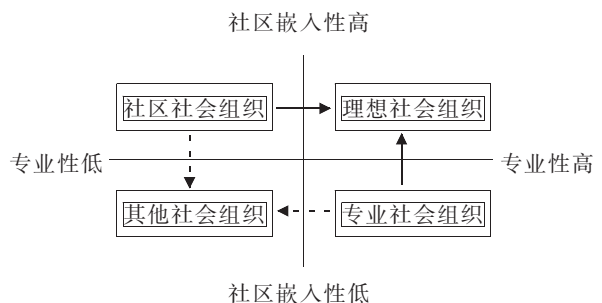 社区嵌入性高
社区社会组织
理想社会组织
专业性低
专业性高
其他社会组织
专业社会组织
社区嵌入性低